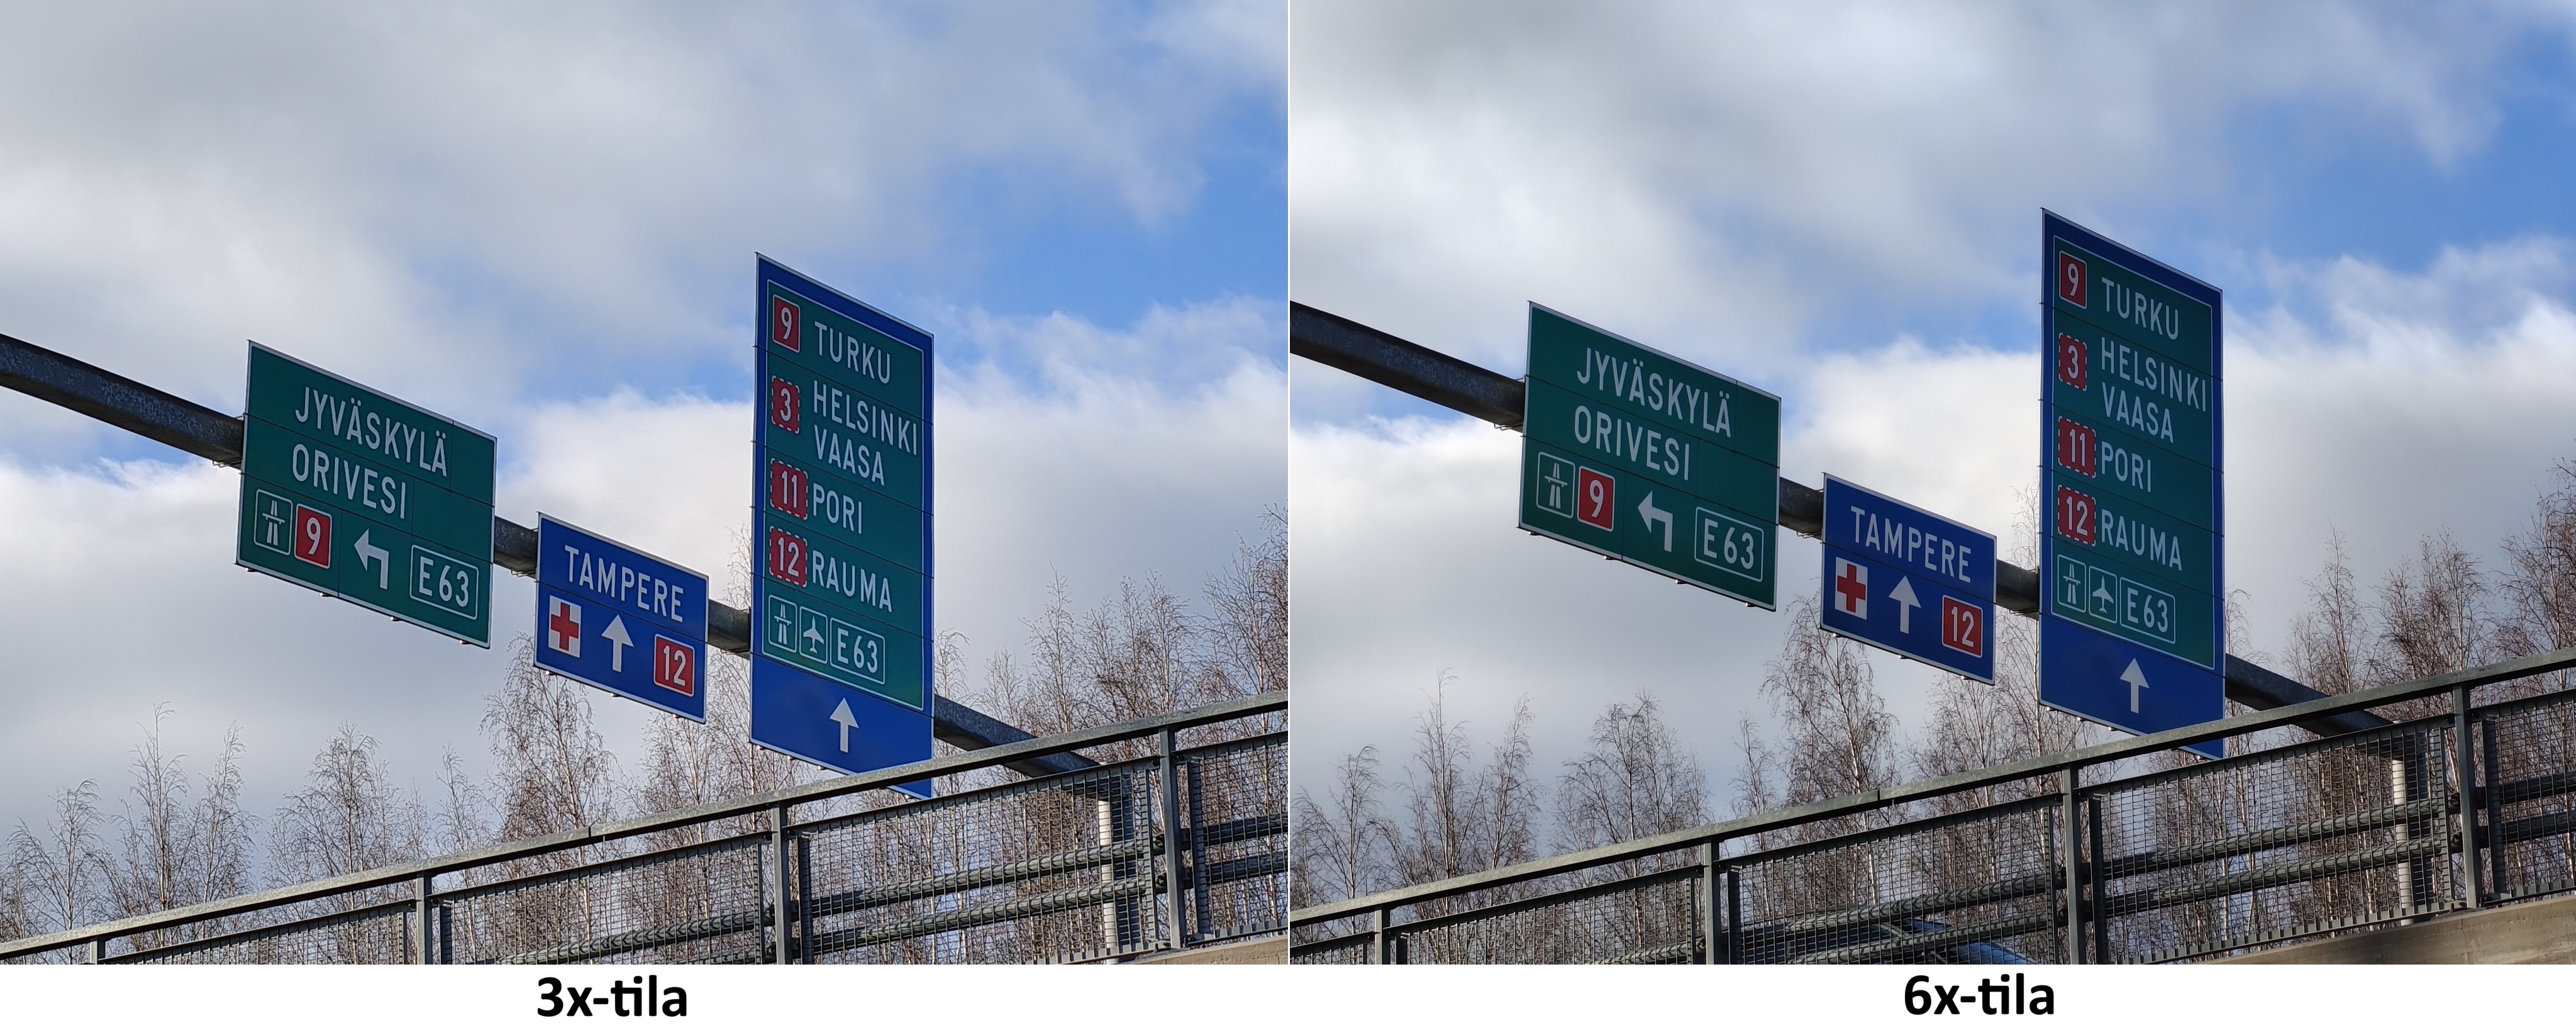 JYVÄSKYLÄ
ORIVESI
9 E63
TAMPERE
12
9 TURKU
3 HELSINKI
VAASA
11 PORI
12 RAUMA
E63
3x-tila
JYVÄSKYLÄ
ORIVESI
9 E63
TAMPERE
12
9 TURKU
3 HELSINKI
VAASA
11 PORI
12 RAUMA
E63
6x-tila